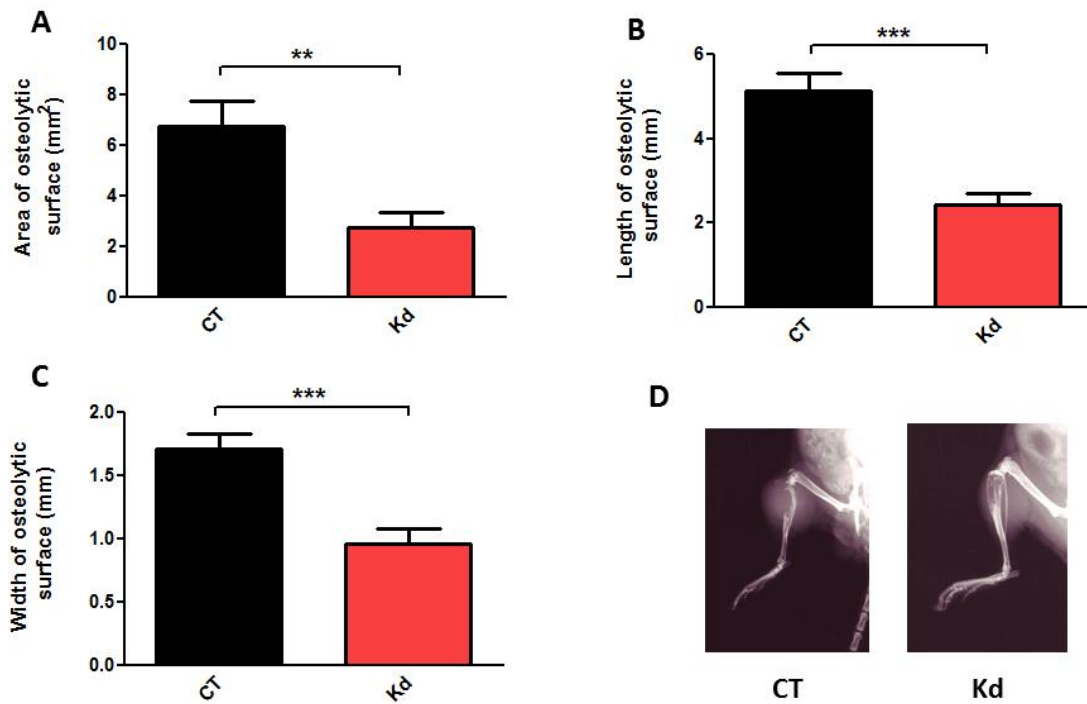 A
Area of osteolytic
surface (mm²)
10
8
6
4
2
0
**
CT
Kd
B
Length of osteolytic
surface (mm)
6
4
2
0
***
CT
Kd
C
Width of osteolytic
surface (mm)
2.0
1.5
1.0
0.5
0.0
***
CT
Kd
D
CT
Kd